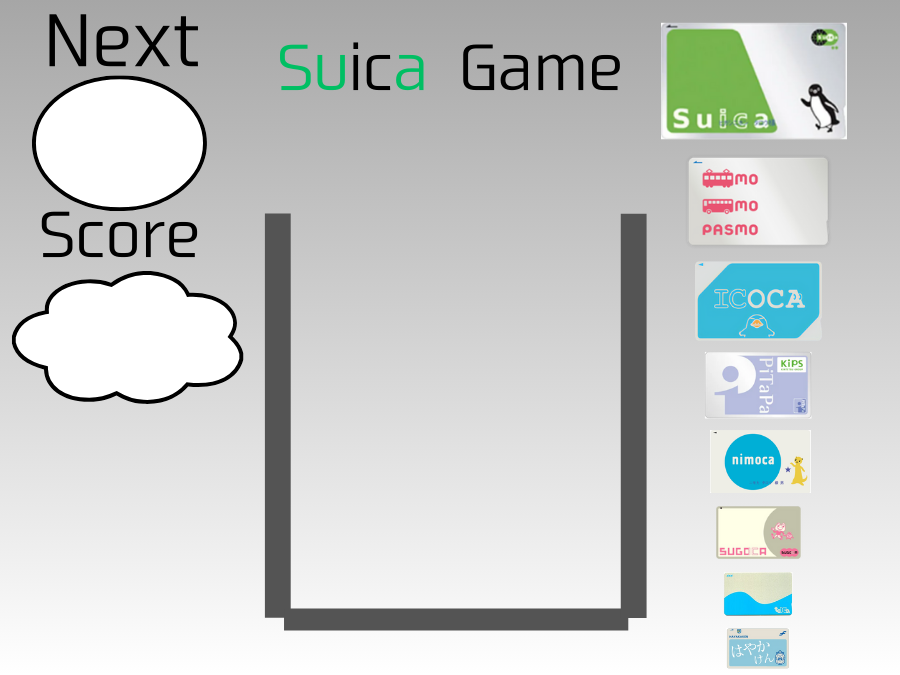 Next
Suica Game
Score
Suica
MO
MO
PASMO
ICOCA
KiPS
PiTaPa
nimoca
SUGOCA
はやか
けん